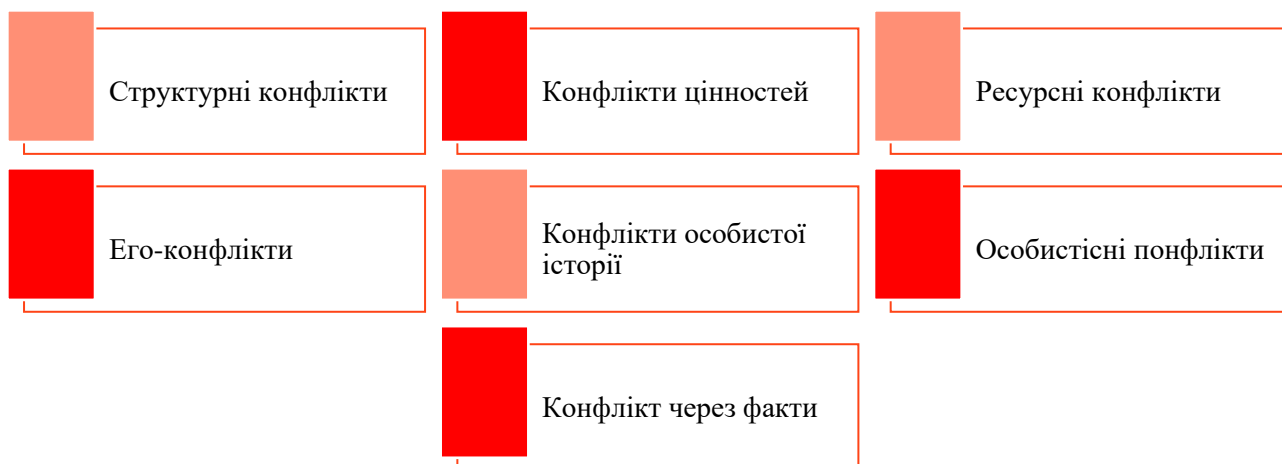 Структурні конфлікти
Конфлікти цінностей
Ресурсні конфлікти
Его-конфлікти
Конфлікти особистої
історії
Особистісні понфлікти
Конфлікт через факти